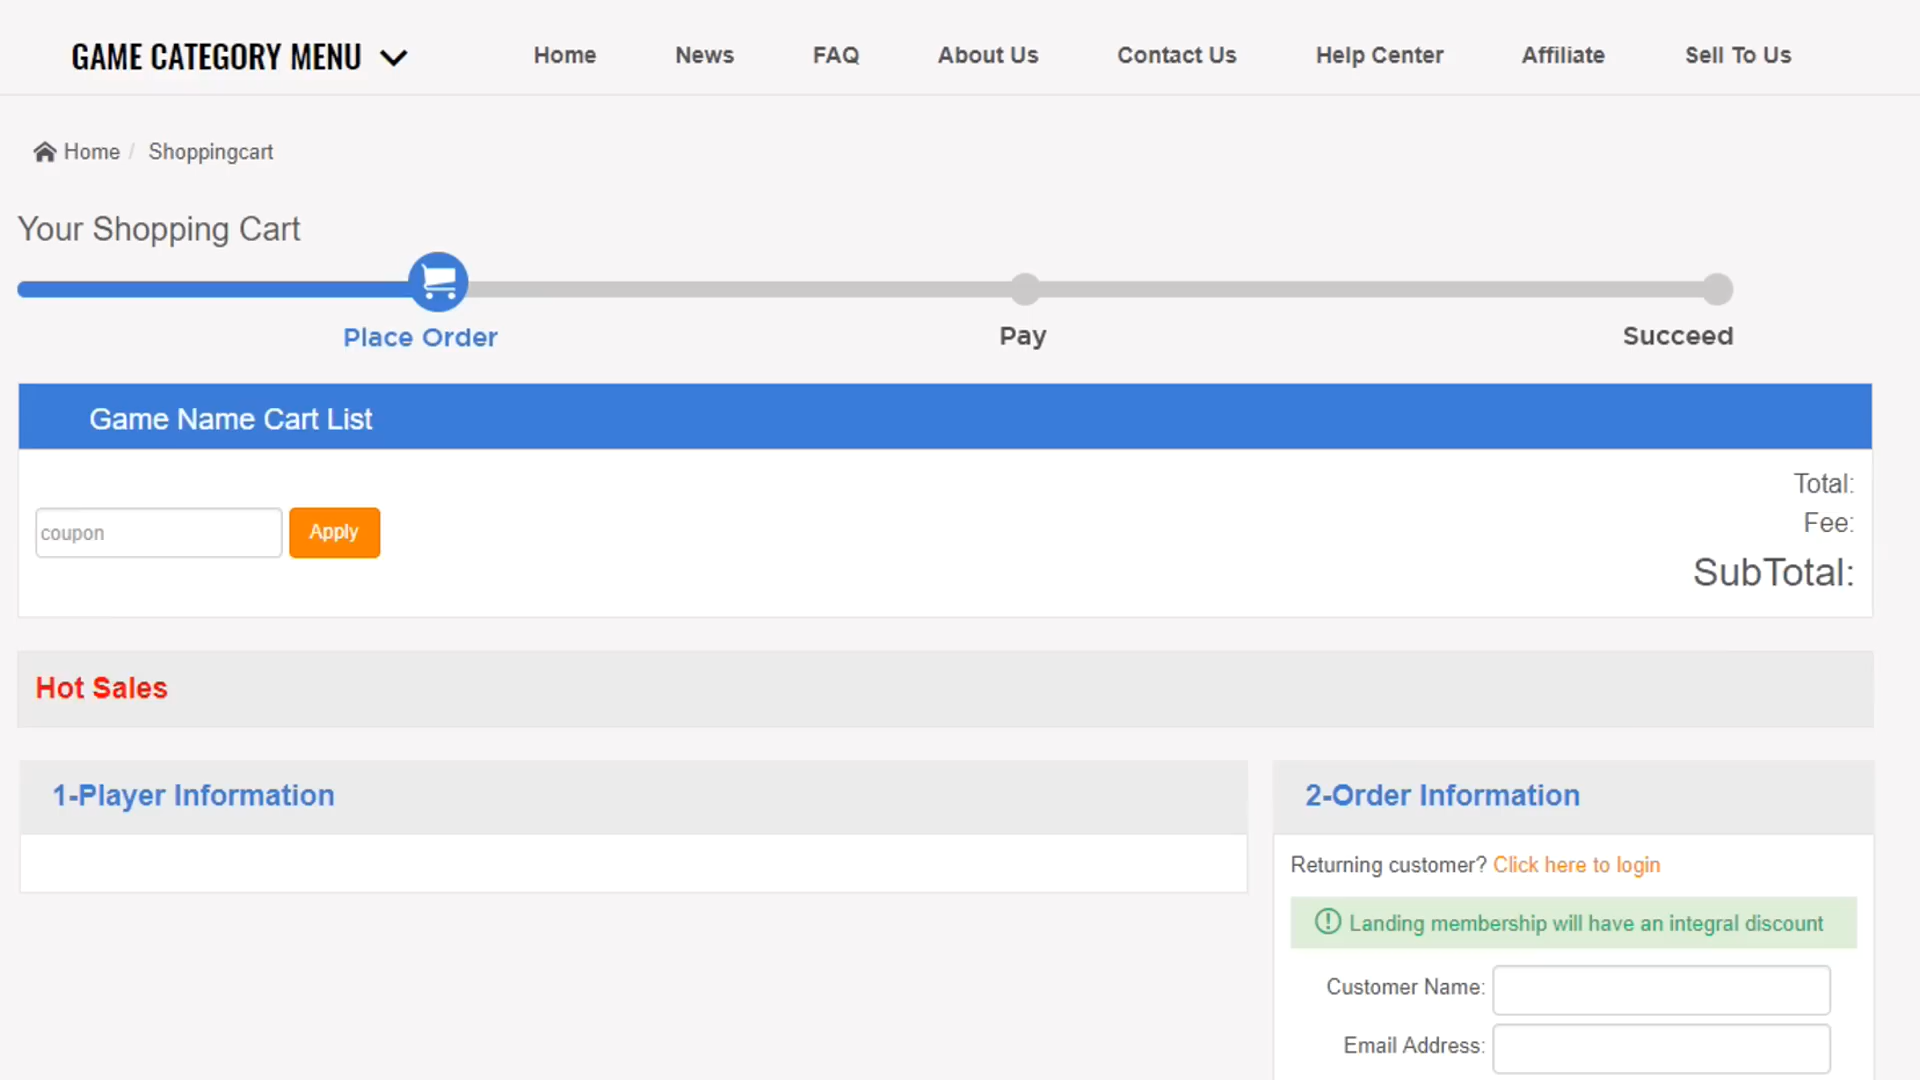 GAME CATEGORY MENU Home News FAQ About Us Contact Us Help Center Affiliate Sell To Us
Home / Shoppingcart
Your Shopping Cart
Place Order Pay Succeed
Game Name Cart List
Total:
Fee:
coupon Apply
SubTotal:
Hot Sales
1-Player Information
2-Order Information
Returning customer? Click here to login
Landing membership will have an integral discount
Customer Name:
Email Address: